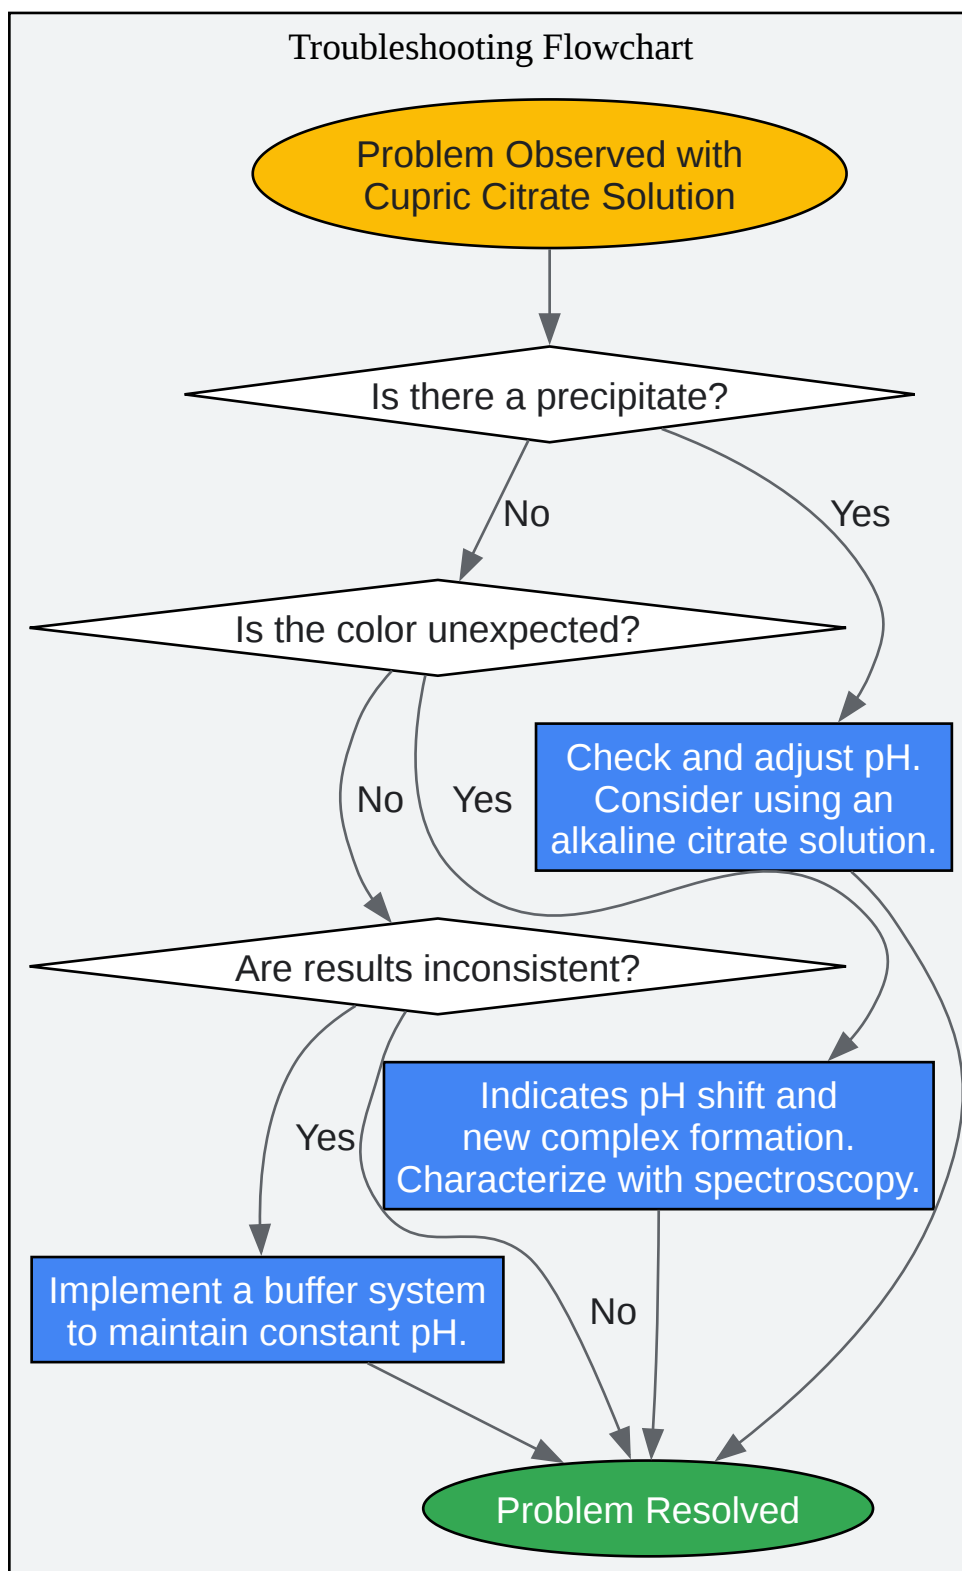 Troubleshooting Flowchart
Problem Observed with
Cupric Citrate Solution
Is there a precipitate?
No
Yes
Is the color unexpected?
Check and adjust pH.
Consider using an
alkaline citrate solution.
No
Yes
Are results inconsistent?
Indicates pH shift and
new complex formation.
Characterize with spectroscopy.
Yes
Implement a buffer system
to maintain constant pH.
No
Problem Resolved